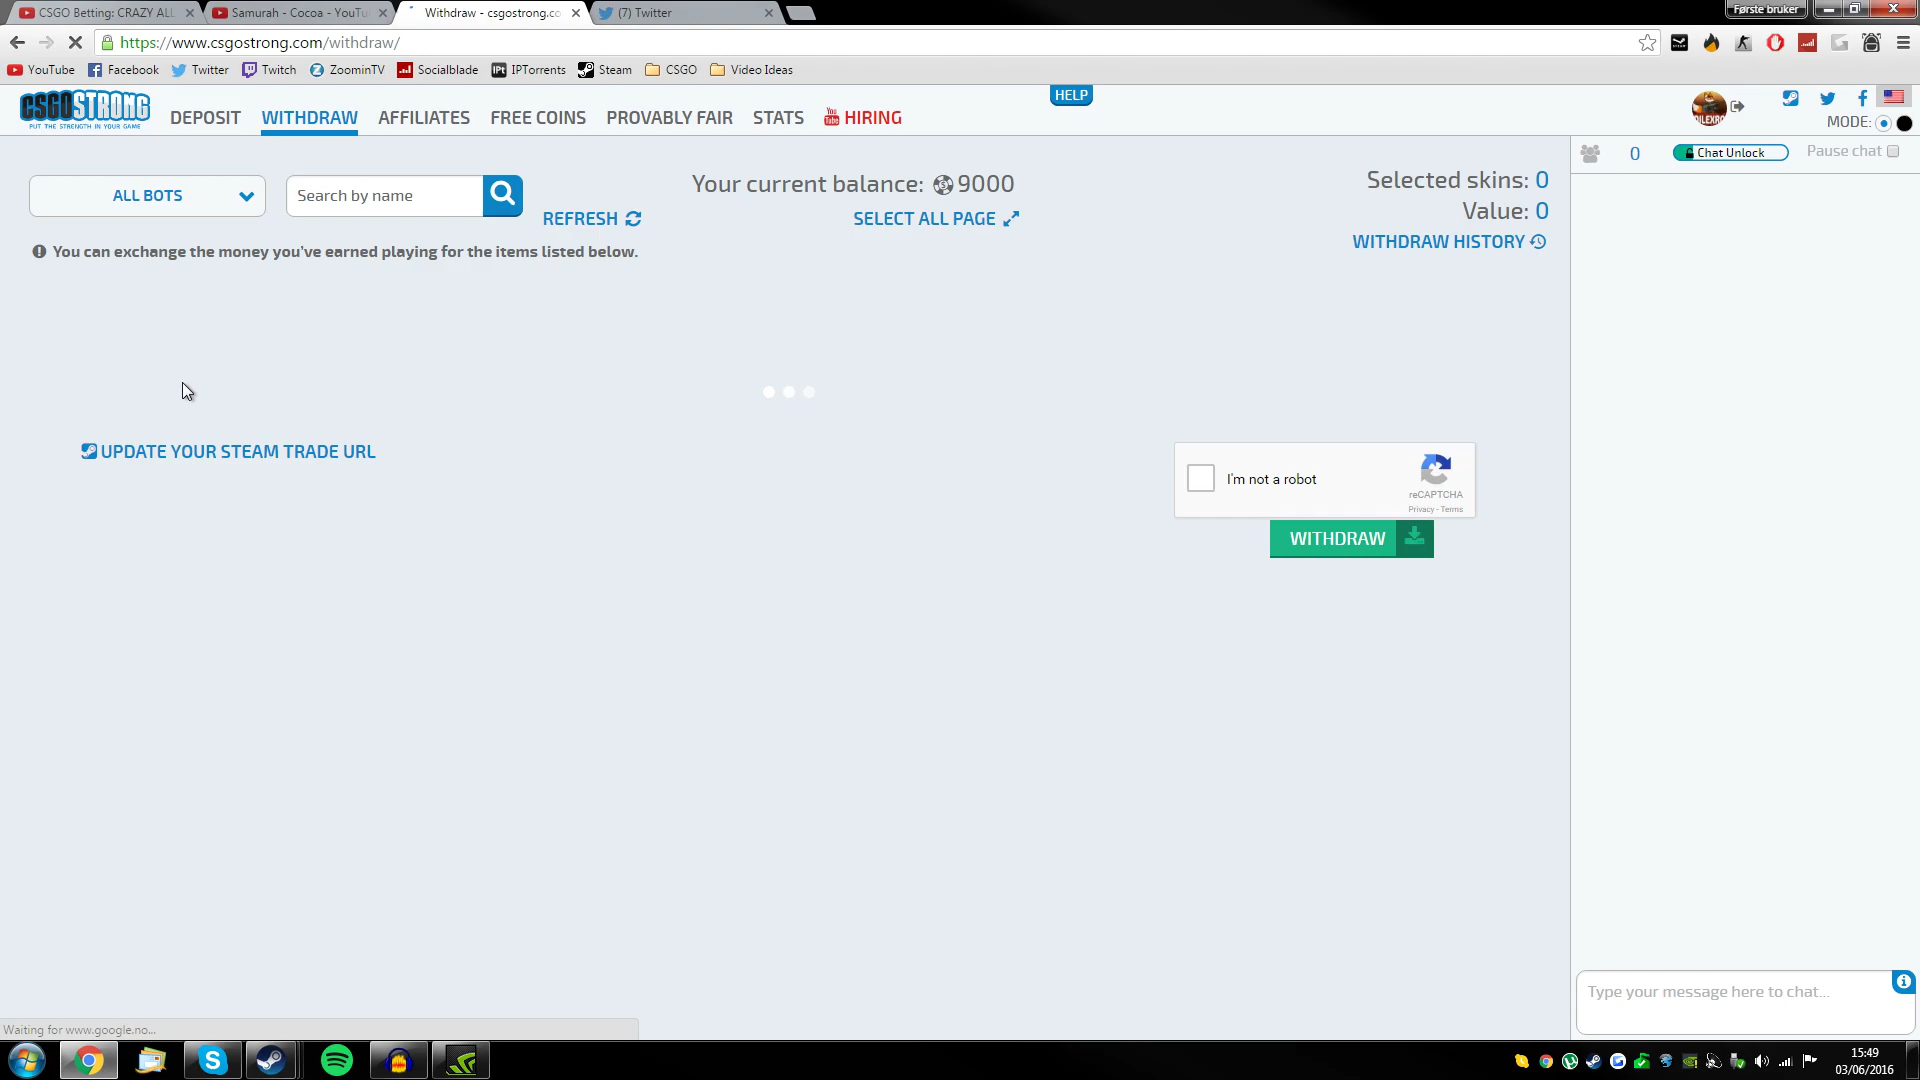 CSGO Betting: CRAZY ALL
Samurah - Cocoa - YouTu
Withdraw - csgostrong.co
(7) Twitter
Første bruker
https://www.csgostrong.com/withdraw/
YouTube
Facebook
Twitter
Twitch
ZoominTV
Socialblade
IPTorrents
Steam
CSGO
Video Ideas
CSGOSTRONG
PUT THE STRENGTH IN YOUR GAME
DEPOSIT
WITHDRAW
AFFILIATES
FREE COINS
PROVABLY FAIR
STATS
You Tube
HIRING
HELP
MODE:
0
Chat Unlock
Pause chat
ALL BOTS
Search by name
REFRESH
Your current balance: 9000
SELECT ALL PAGE
Selected skins: 0
Value: 0
WITHDRAW HISTORY
You can exchange the money you've earned playing for the items listed below.
UPDATE YOUR STEAM TRADE URL
I'm not a robot
reCAPTCHA
Privacy - Terms
WITHDRAW
Type your message here to chat...
Waiting for www.google.no...
15:49
03/06/2016